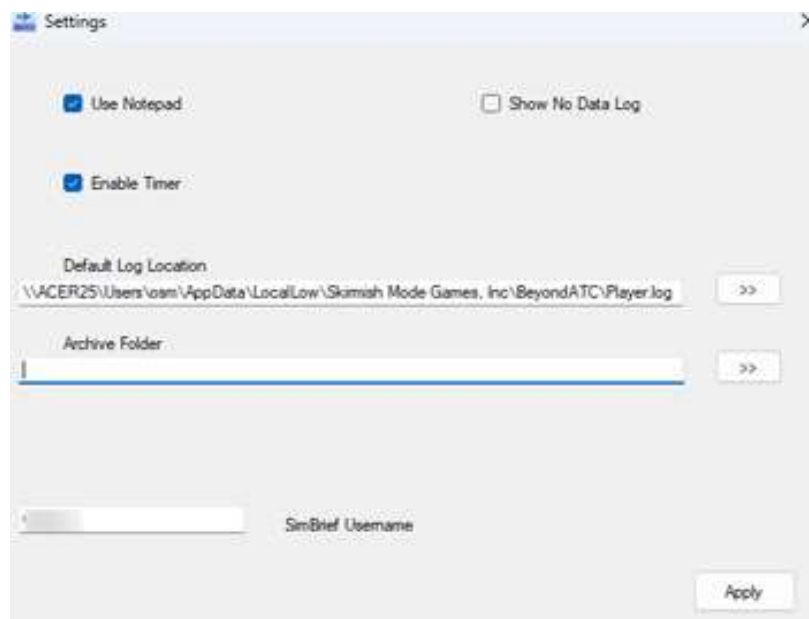 Settings
Use Notepad
Show No Data Log
Enable Timer
Default Log Location
\\ACER25\Users\osm\AppData\LocalLow\Skirmish Mode Games, Inc\BeyondATC\Player.log
>>
Archive Folder
>>
SimBrief Username
Apply